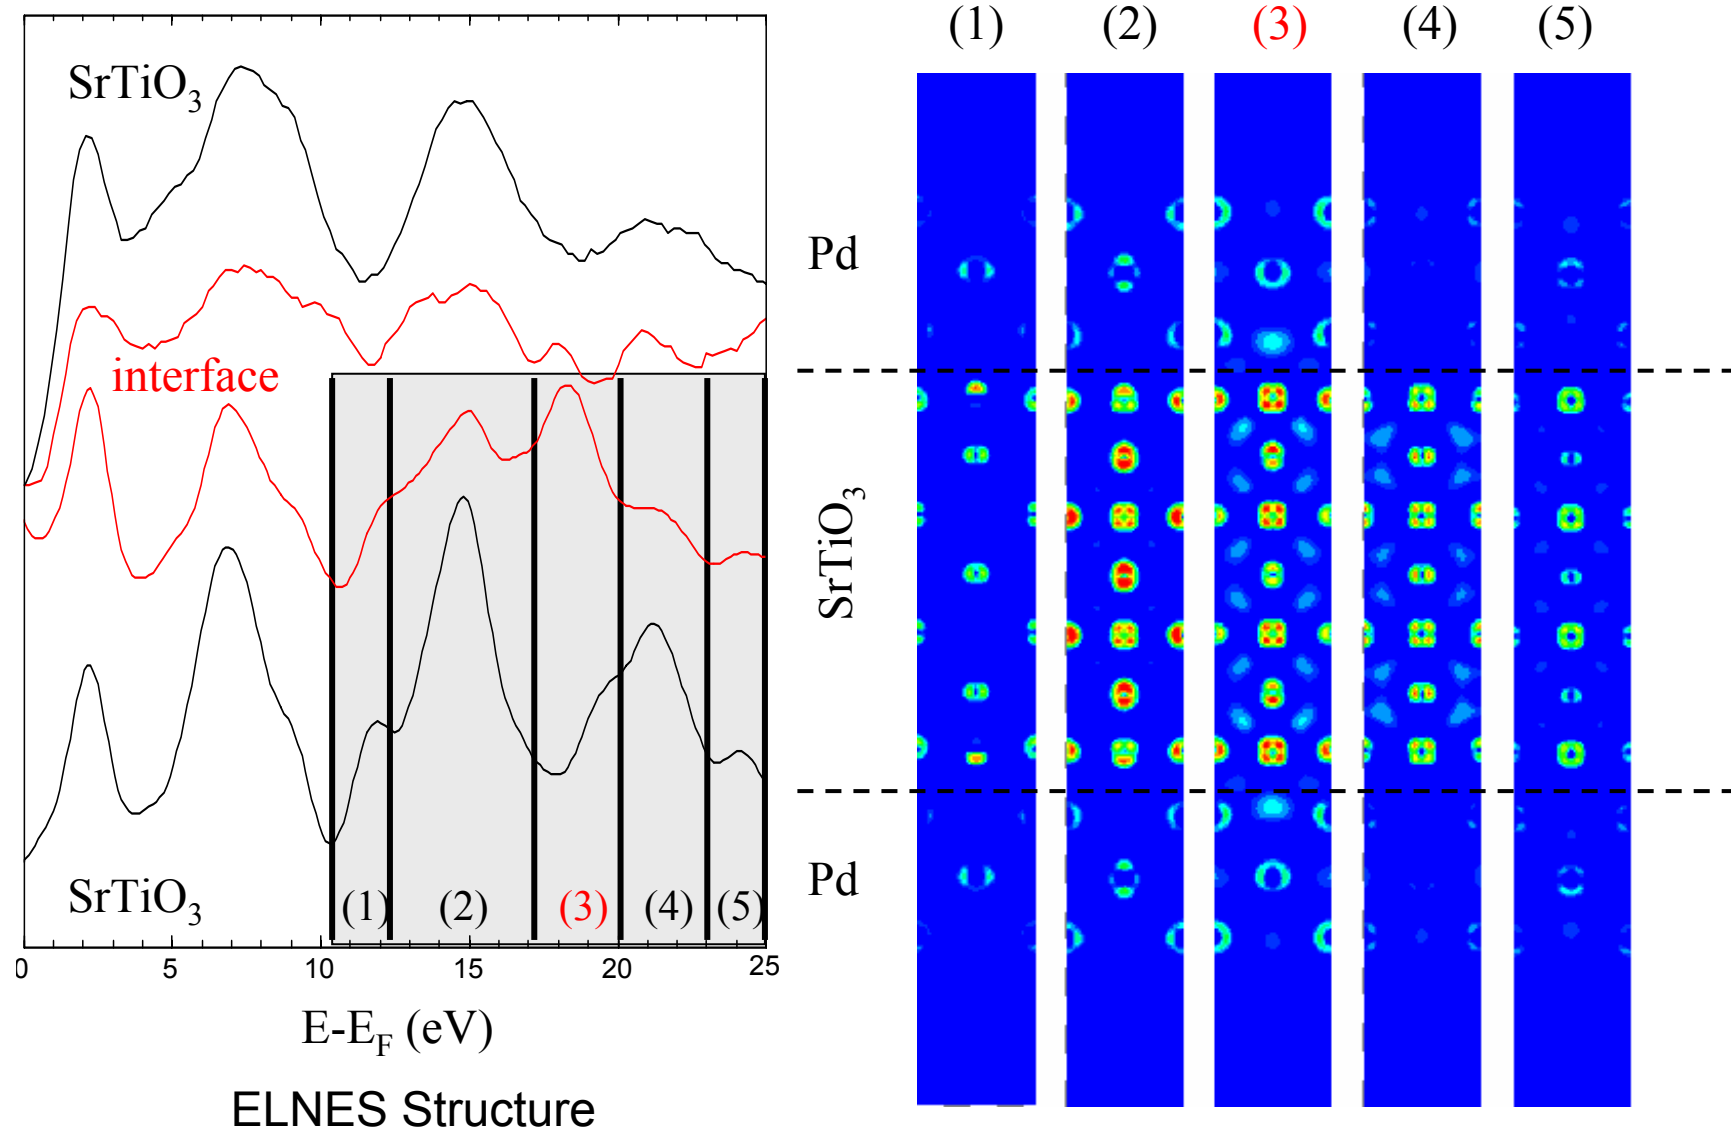 SrTiO3
interface
SrTiO3
(1) (2) (3) (4) (5)
0 5 10 15 20 25
E-EF (eV)
ELNES Structure
(1) (2) (3) (4) (5)
Pd
SrTiO3
Pd